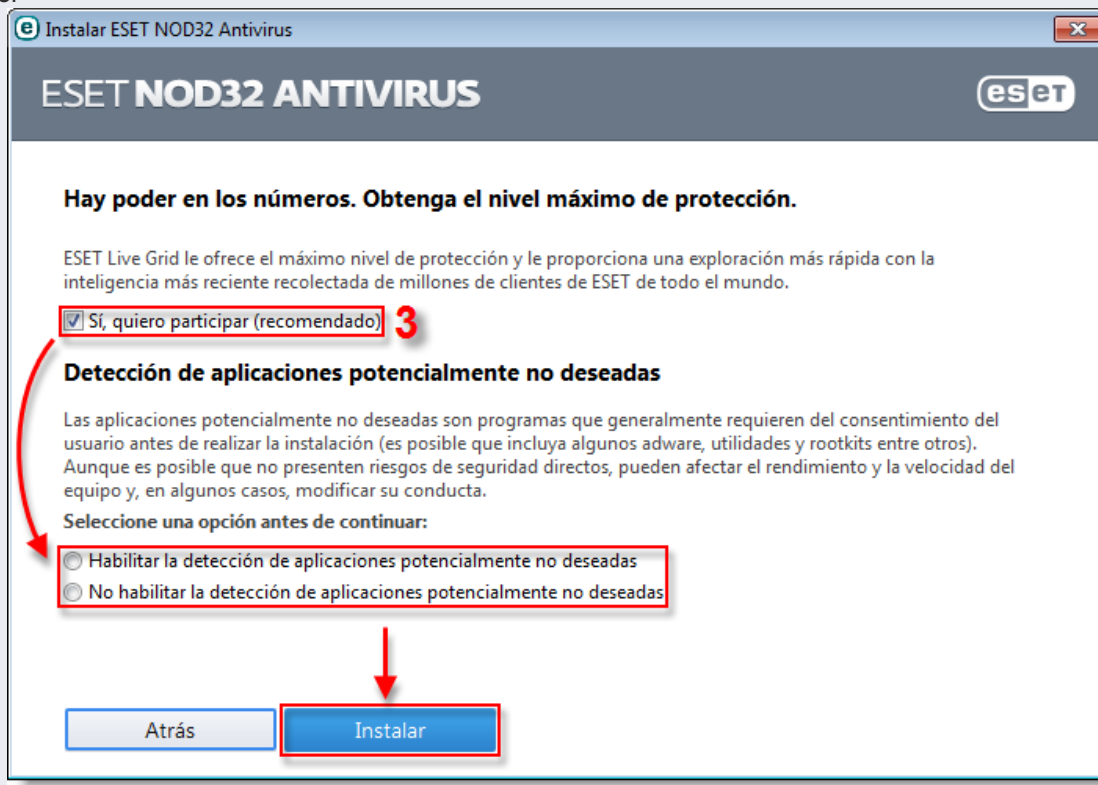 Instalar ESET NOD32 Antivirus
ESET NOD32 ANTIVIRUS
eset
Hay poder en los números. Obtenga el nivel máximo de protección.
ESET Live Grid le ofrece el máximo nivel de protección y le proporciona una exploración más rápida con la
inteligencia más reciente recolectada de millones de clientes de ESET de todo el mundo.
Sí, quiero participar (recomendado) 3
Detección de aplicaciones potencialmente no deseadas
Las aplicaciones potencialmente no deseadas son programas que generalmente requieren del consentimiento del
usuario antes de realizar la instalación (es posible que incluya algunos adware, utilidades y rootkits entre otros).
Aunque es posible que no presenten riesgos de seguridad directos, pueden afectar el rendimiento y la velocidad del
equipo y, en algunos casos, modificar su conducta.
Seleccione una opción antes de continuar:
Habilitar la detección de aplicaciones potencialmente no deseadas
No habilitar la detección de aplicaciones potencialmente no deseadas
Atrás
Instalar